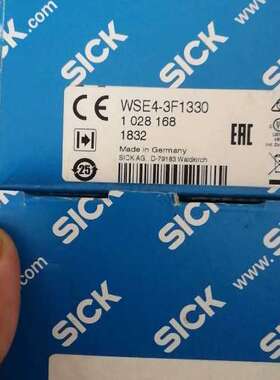 SICK
www.sick.com
SICK
CE
WSE4-3F1330
1 028 168
1832
EAC
Made in Germany
SICK AG, D-79183 Waldkirch
25
SICK
SICK
SICK